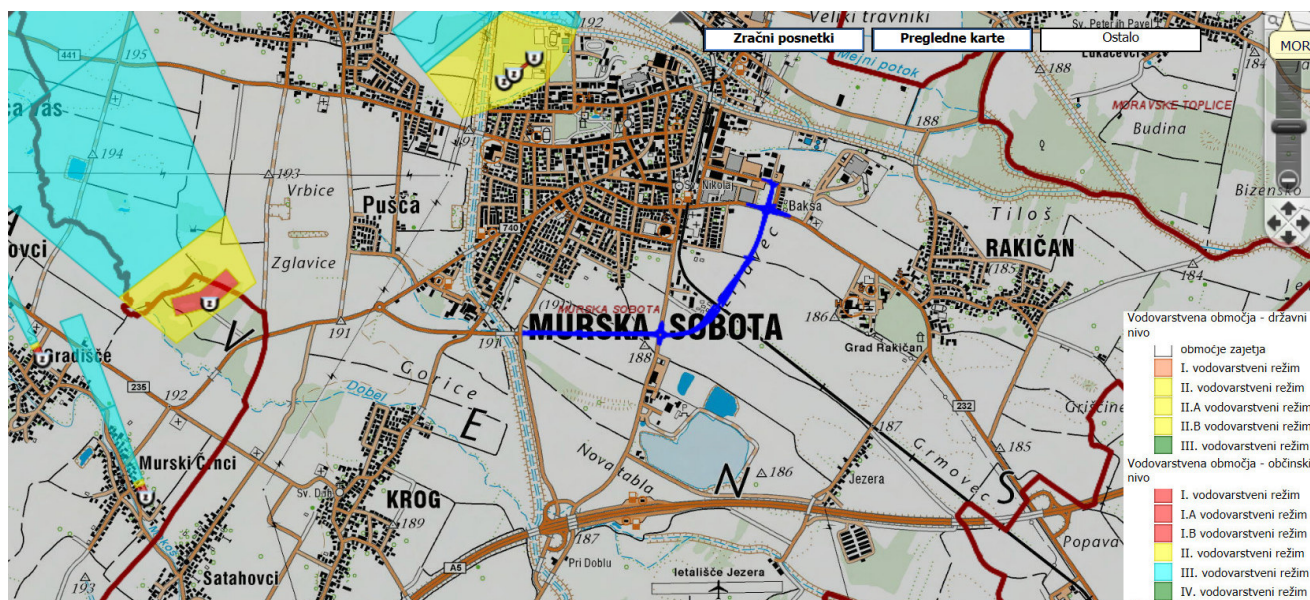 192
Veliki travniki
Sv. Peter in Pavel
Zračni posnetki
Pregledne karte
Ostalo
Lukačevci
184
MOR
441
195
Mejni potok
188
MORAVSKE TOPLICE
Budina
188
194
193
Vrbice
Sv. Nikolaj
Bakša
Bizensko
Pušča
740
Tiloš
RAKIČAN
Zglavice
185
184
MURSKA SOBOTA
MURSKA SOBOTA
191
191
188
186
Grad Rakičan
V
Gorice
Dobel
235
192
E
232
Murski Črnci
187
185
Grmovec
Nova tabla
N
186
Jezera
S
Sv. Duh
KROG
189
187
Pri Doblu
Popava
A5
Satahovci
letališče Jezera
193
Vodovarstvena območja - državni
nivo
območje zajetja
I. vodovarstveni režim
II. vodovarstveni režim
II.A vodovarstveni režim
II.B vodovarstveni režim
III. vodovarstveni režim
Vodovarstvena območja - občinski
nivo
I. vodovarstveni režim
I.A vodovarstveni režim
I.B vodovarstveni režim
II. vodovarstveni režim
III. vodovarstveni režim
IV. vodovarstveni režim